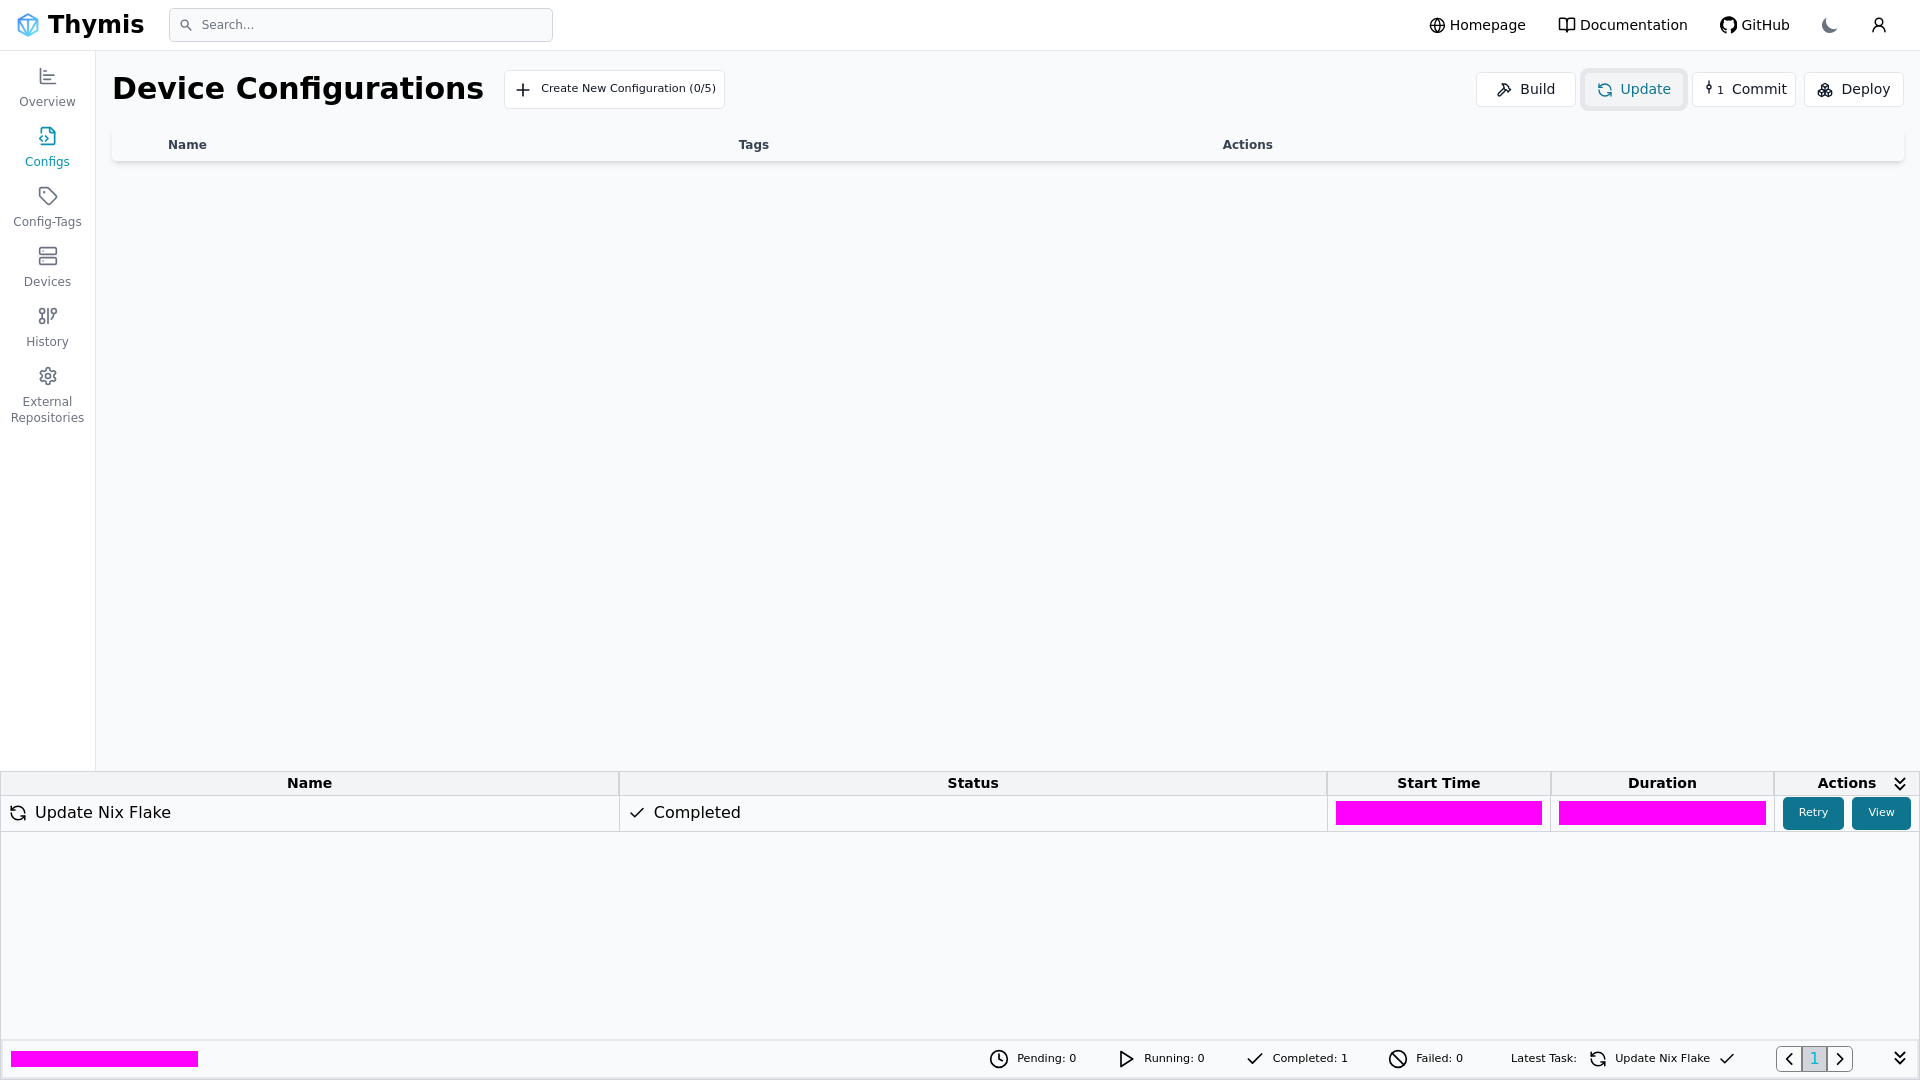 Thymis
Search...
Homepage
Documentation
GitHub
Overview
Configs
Config-Tags
Devices
History
External
Repositories
Device Configurations
Create New Configuration (0/5)
Build
Update
1 Commit
Deploy
Name Tags Actions
Name Status Start Time Duration Actions
Update Nix Flake Completed Retry View
Pending: 0 Running: 0 Completed: 1 Failed: 0 Latest Task: Update Nix Flake 1